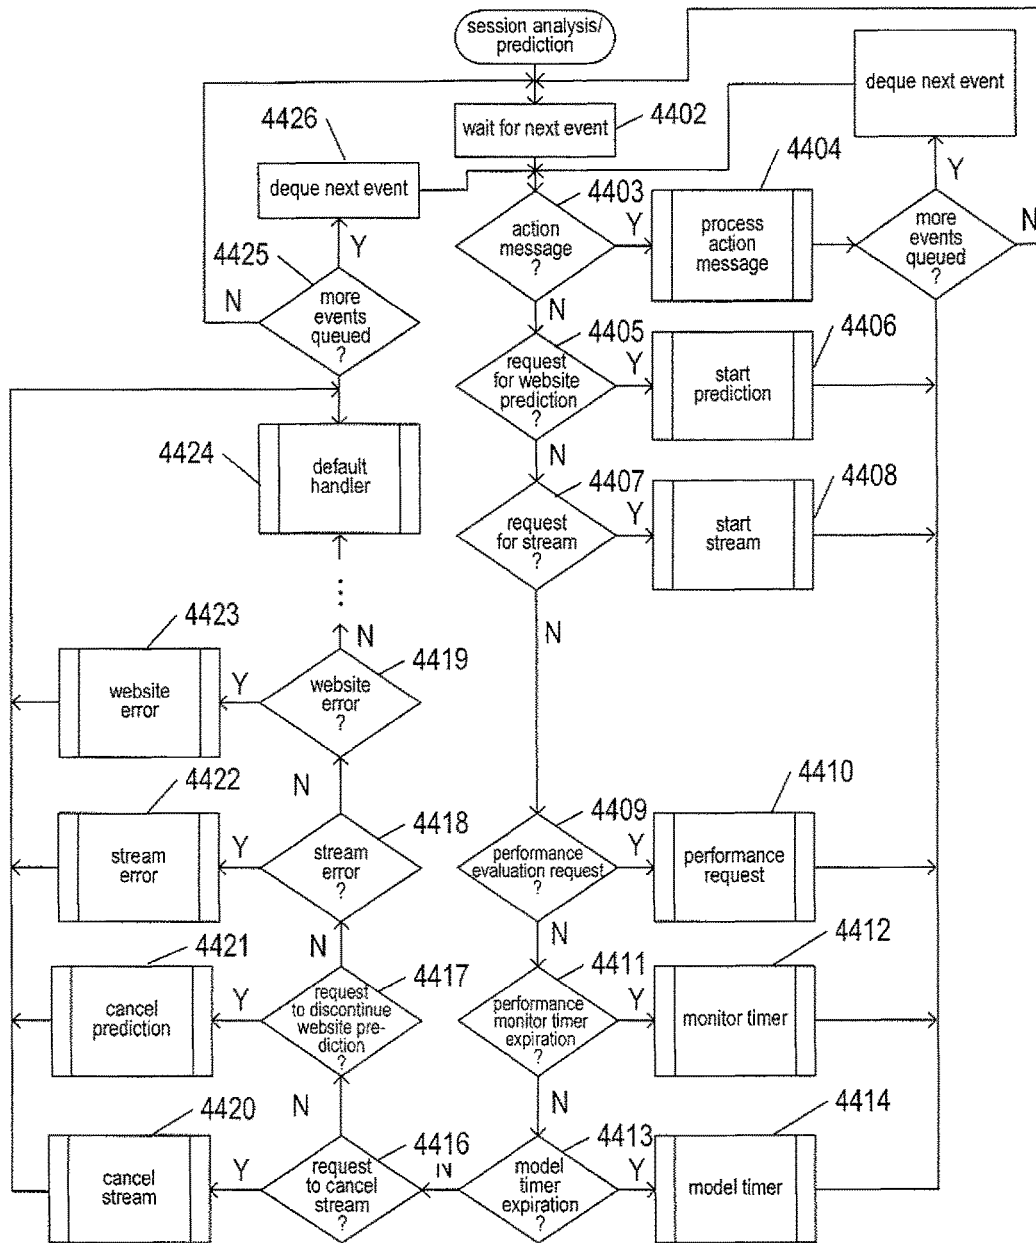 session analysis/
prediction
wait for next event
4402
deque next event
4426
deque next event
4404
4403
action
message
?
Y
process
action
message
Y
more
events
queued
?
N
4425
Y
N
more
events
queued
?
N
4405
request
for website
prediction
?
Y
start
prediction
4406
N
4424
default
handler
4407
request
for stream
?
Y
start
stream
4408
N
4423
website
error
Y
N
website
error
?
4419
N
4422
stream
error
Y
stream
error
?
4418
4409
performance
evaluation request
?
Y
performance
request
4410
N
N
4421
cancel
prediction
Y
request
to discontinue
website pre-
diction
?
4417
4411
performance
monitor timer
expiration
?
Y
monitor timer
4412
N
N
4420
cancel
stream
Y
request
to cancel
stream
?
4416
N
4413
model
timer
expiration
?
Y
model timer
4414